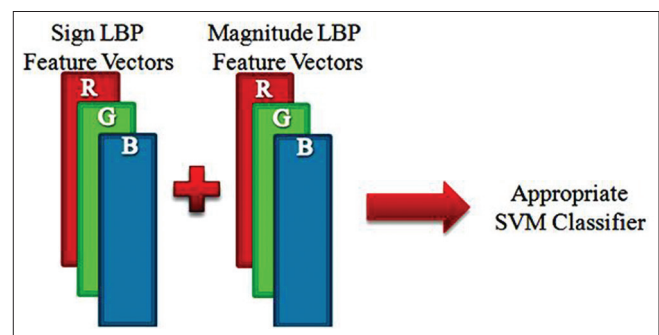 Sign LBP
Feature Vectors
Magnitude LBP
Feature Vectors
R
G
B
R
G
B
Appropriate
SVM Classifier